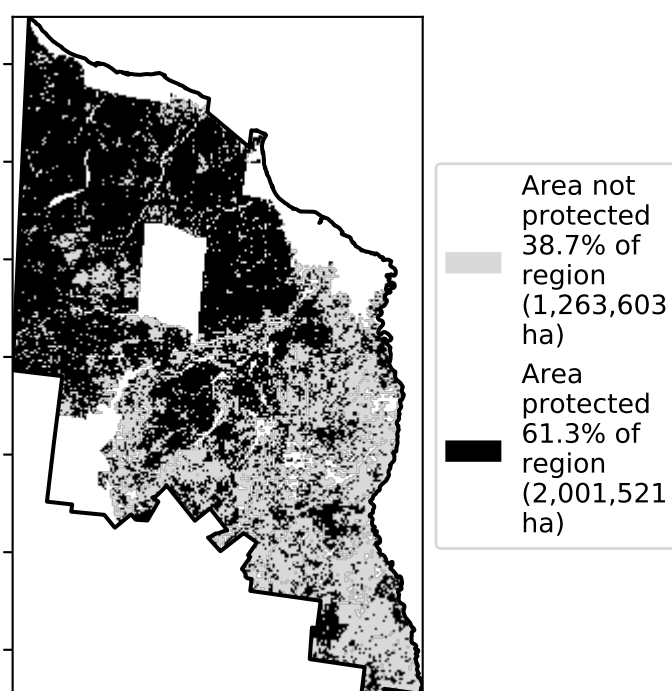 Area not
protected
38.7% of
region
(1,263,603
ha)
Area
protected
61.3% of
region
(2,001,521
ha)